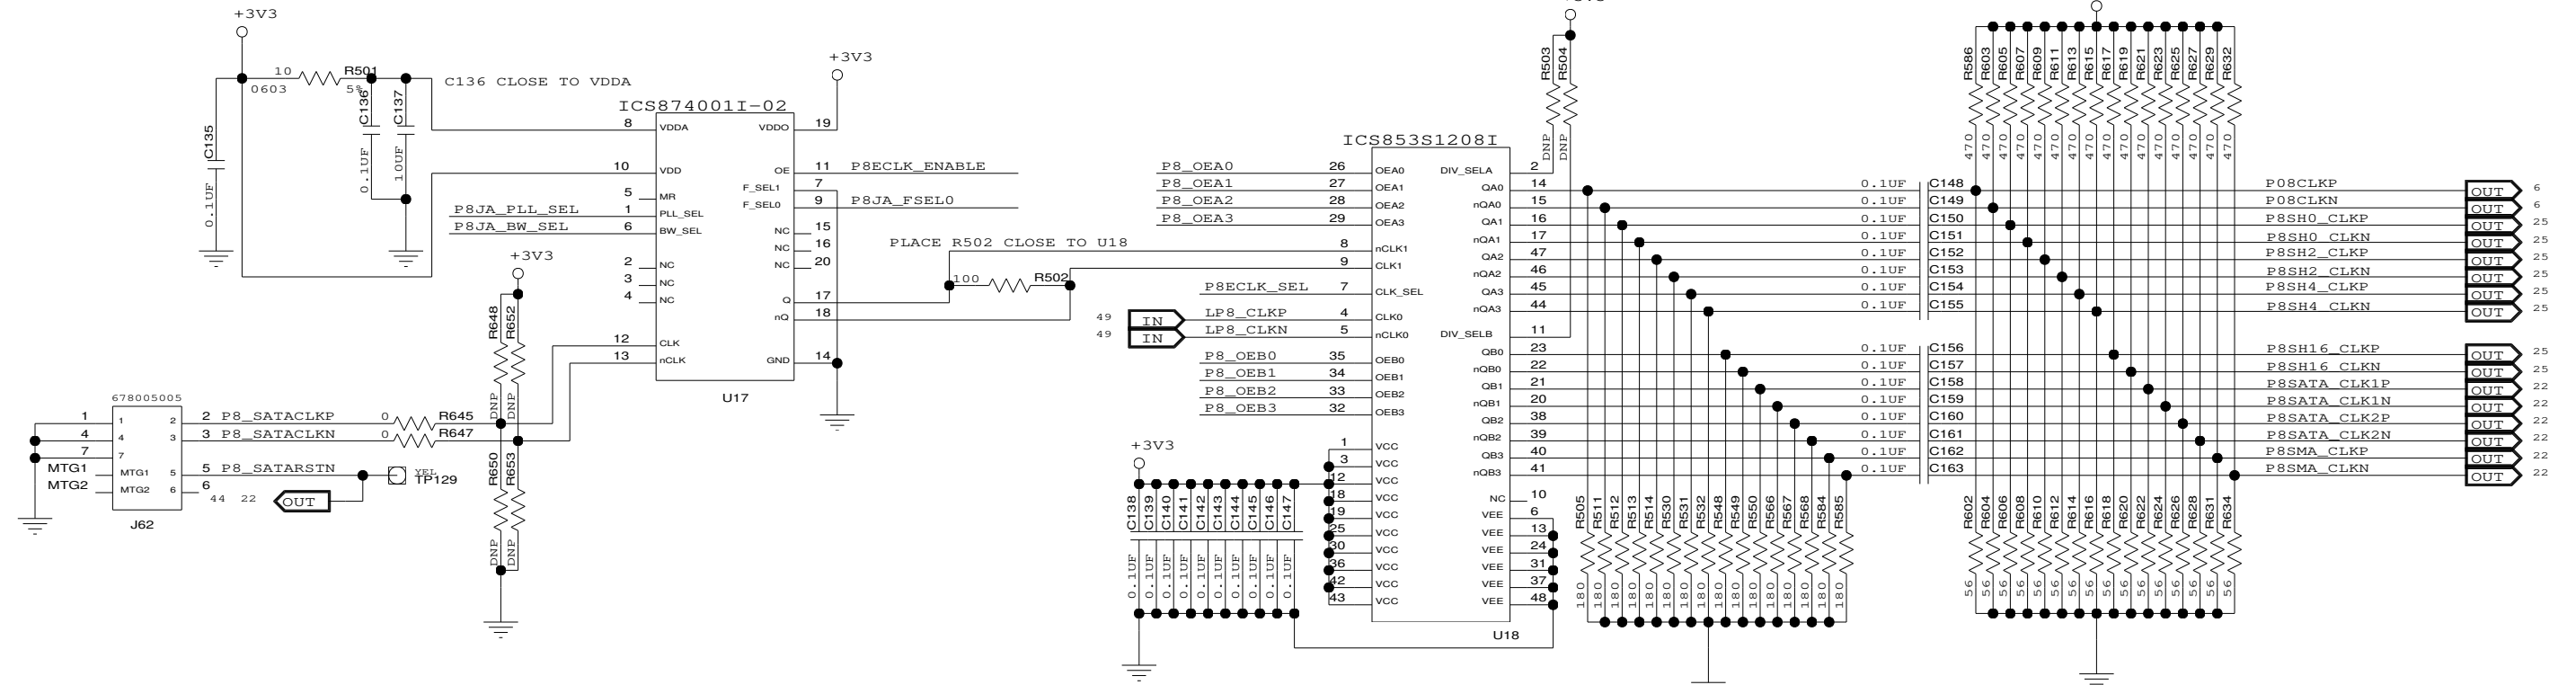 +3V3
10
R501
0603
5%
C136
C137
0.1UF
10UF
C135
0.1UF
C136 CLOSE TO VDDA
+3V3
ICS874001I-02
8 VDDA
VDDO 19
10 VDD
OE 11 P8ECLK_ENABLE
5 MR
F_SEL1 7
P8JA_PLL_SEL 1 PLL_SEL
F_SEL0 9 P8JA_FSEL0
P8JA_BW_SEL 6 BW_SEL
NC 15
NC 16
2 NC
NC 20
3 NC
4 NC
Q 17
nQ 18
12 CLK
13 nCLK
GND 14
U17
+3V3
R648
R652
DNP
DNP
R650
R653
DNP
DNP
678005005
1 1
2 2 P8_SATACLKP 0 R645
4 4
3 3 P8_SATACLKN 0 R647
7 7
MTG1 MTG1
5 5 P8_SATARSTN
YEL
TP129
MTG2 MTG2
6 6
44 22 OUT
J62
PLACE R502 CLOSE TO U18
100 R502
R503
R504
DNP
DNP
ICS853S1208I
P8_OEA0 26 OEA0
DIV_SELA 2
P8_OEA1 27 OEA1
QA0 14
P8_OEA2 28 OEA2
nQA0 15
P8_OEA3 29 OEA3
QA1 16
nQA1 17
8 nCLK1
QA2 47
9 CLK1
nQA2 46
P8ECLK_SEL 7 CLK_SEL
QA3 45
nQA3 44
49 IN LP8_CLKP 4 CLK0
49 IN LP8_CLKN 5 nCLK0
DIV_SELB 11
P8_OEB0 35 OEB0
QB0 23
P8_OEB1 34 OEB1
nQB0 22
P8_OEB2 33 OEB2
QB1 21
P8_OEB3 32 OEB3
nQB1 20
QB2 38
nQB2 39
QB3 40
nQB3 41
1 VCC
3 VCC
12 VCC
18 VCC
19 VCC
25 VCC
30 VCC
36 VCC
42 VCC
43 VCC
NC 10
VEE 6
VEE 13
VEE 24
VEE 31
VEE 37
VEE 48
U18
+3V3
C138 C139 C140 C141 C142 C143 C144 C145 C146 C147
0.1UF 0.1UF 0.1UF 0.1UF 0.1UF 0.1UF 0.1UF 0.1UF 0.1UF 0.1UF
R505 R511 R512 R513 R514 R530 R531 R532 R548 R549 R550 R566 R567 R568 R584 R585
180 180 180 180 180 180 180 180 180 180 180 180 180 180 180 180
R586 R603 R605 R607 R609 R611 R613 R615 R617 R619 R621 R623 R625 R627 R629 R632
470 470 470 470 470 470 470 470 470 470 470 470 470 470 470 470
0.1UF C148 P08CLKP OUT 6
0.1UF C149 P08CLKN OUT 6
0.1UF C150 P8SH0_CLKP OUT 25
0.1UF C151 P8SH0_CLKN OUT 25
0.1UF C152 P8SH2_CLKP OUT 25
0.1UF C153 P8SH2_CLKN OUT 25
0.1UF C154 P8SH4_CLKP OUT 25
0.1UF C155 P8SH4_CLKN OUT 25
0.1UF C156 P8SH16_CLKP OUT 25
0.1UF C157 P8SH16_CLKN OUT 25
0.1UF C158 P8SATA_CLK1P OUT 22
0.1UF C159 P8SATA_CLK1N OUT 22
0.1UF C160 P8SATA_CLK2P OUT 22
0.1UF C161 P8SATA_CLK2N OUT 22
0.1UF C162 P8SMA_CLKP OUT 22
0.1UF C163 P8SMA_CLKN OUT 22
R602 R604 R606 R608 R610 R612 R614 R616 R618 R620 R622 R624 R626 R628 R631 R634
56 56 56 56 56 56 56 56 56 56 56 56 56 56 56 56